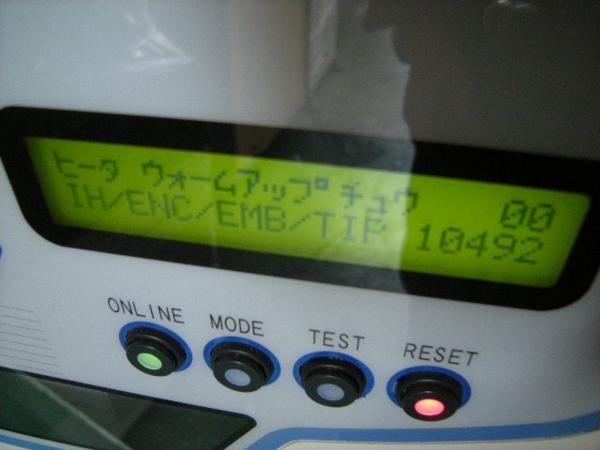 ヒータ ウォームアップ チュウ 00
IH/ENC/EMB/TIP 10492
ONLINE MODE TEST RESET